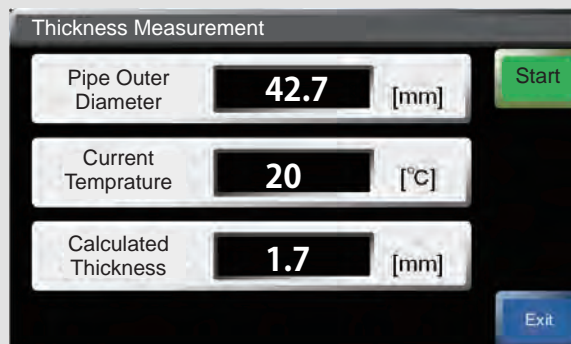 Thickness Measurement
Pipe Outer
Diameter
42.7
[mm]
Start
Current
Temprature
20
[°C]
Calculated
Thickness
1.7
[mm]
Exit